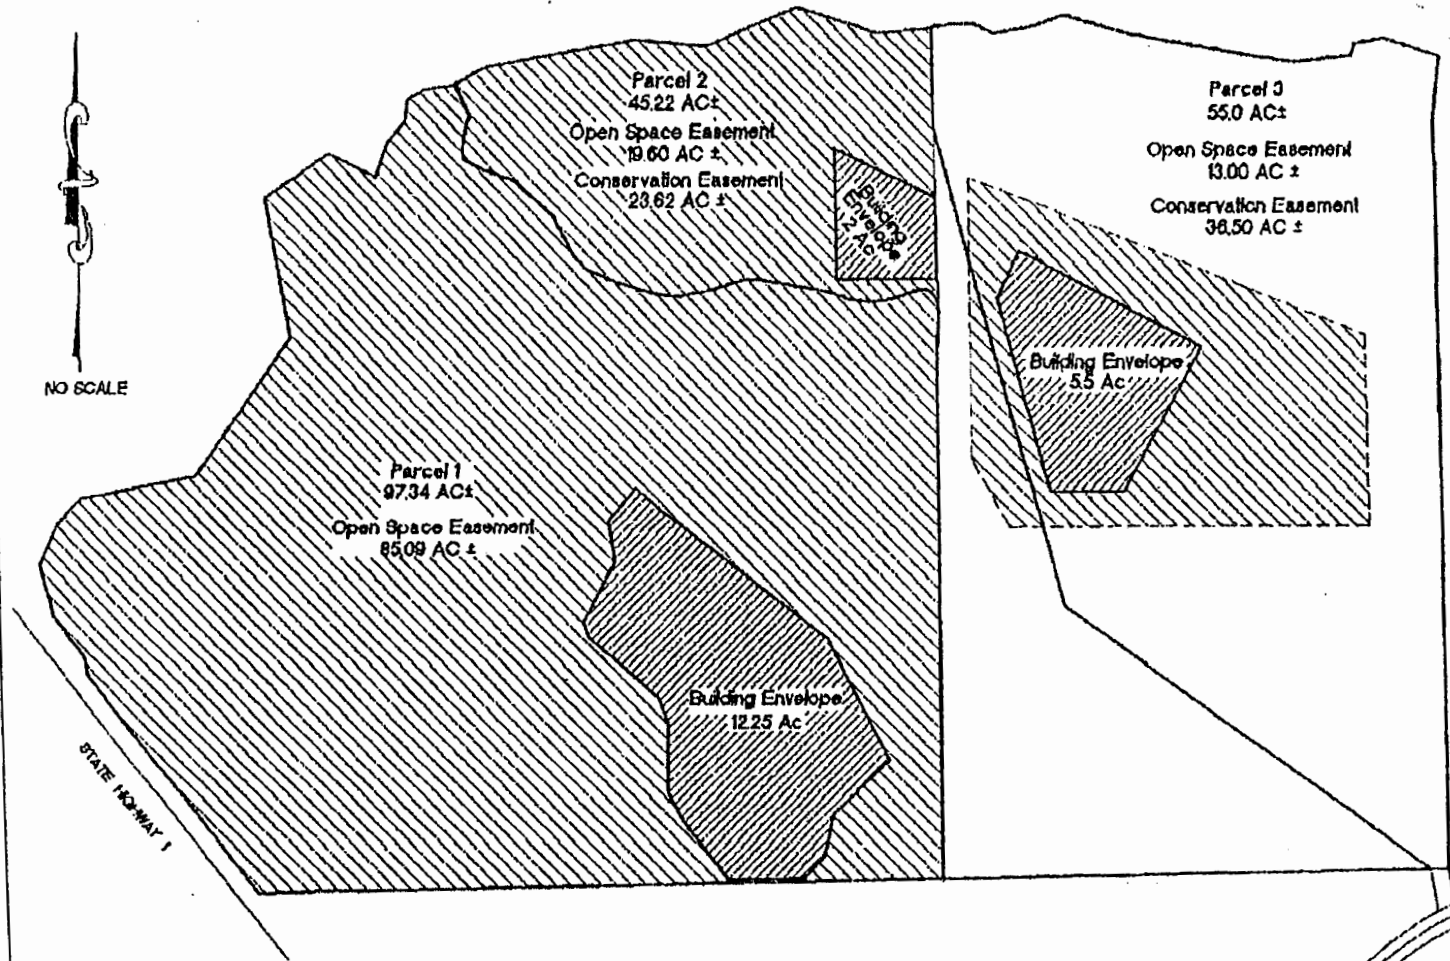 Parcel 2
45.22 AC±
Open Space Easement
19.60 AC ±
Conservation Easement
23.62 AC ±
Building
Envelope
2 Ac
Parcel 3
55.0 AC±
Open Space Easement
13.00 AC ±
Conservation Easement
36.50 AC ±
Building Envelope
5.5 Ac
NO SCALE
Parcel 1
97.34 AC±
Open Space Easement
85.09 AC ±
Building Envelope
12.25 Ac
STATE HIGHWAY 1